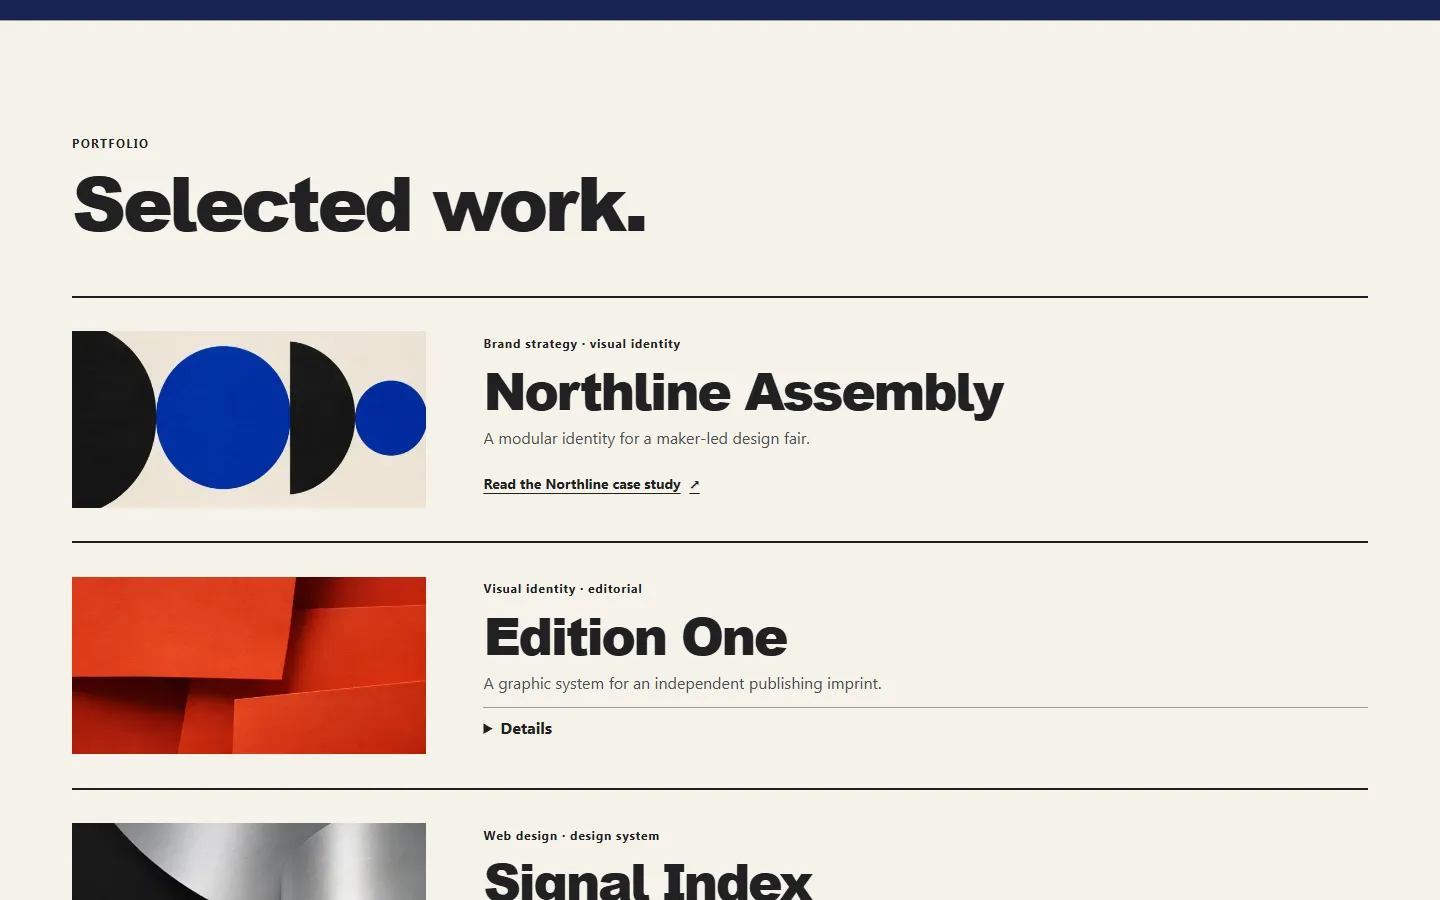 PORTFOLIO
Selected work.
Brand strategy · visual identity
Northline Assembly
A modular identity for a maker-led design fair.
Read the Northline case study ↗
Visual identity · editorial
Edition One
A graphic system for an independent publishing imprint.
▶ Details
Web design · design system
Signal Index